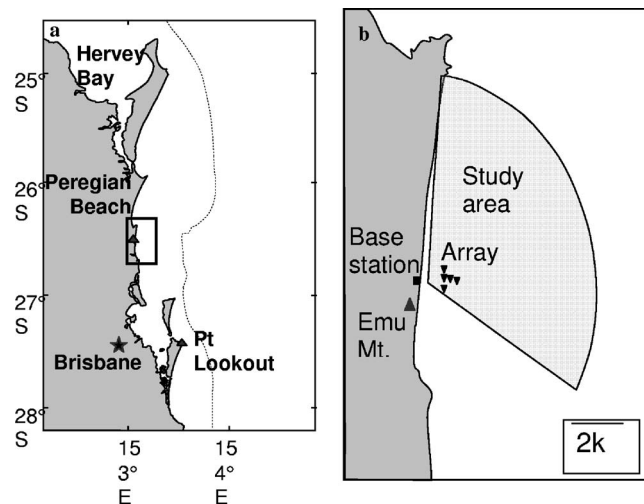 a
Hervey
Bay
25°
S
Peregian
Beach
26°
S
27°
S
Pt
Lookout
Brisbane
28°
S
15
3°
E
15
4°
E
b
Study
area
Base
station
Array
Emu
Mt.
2k